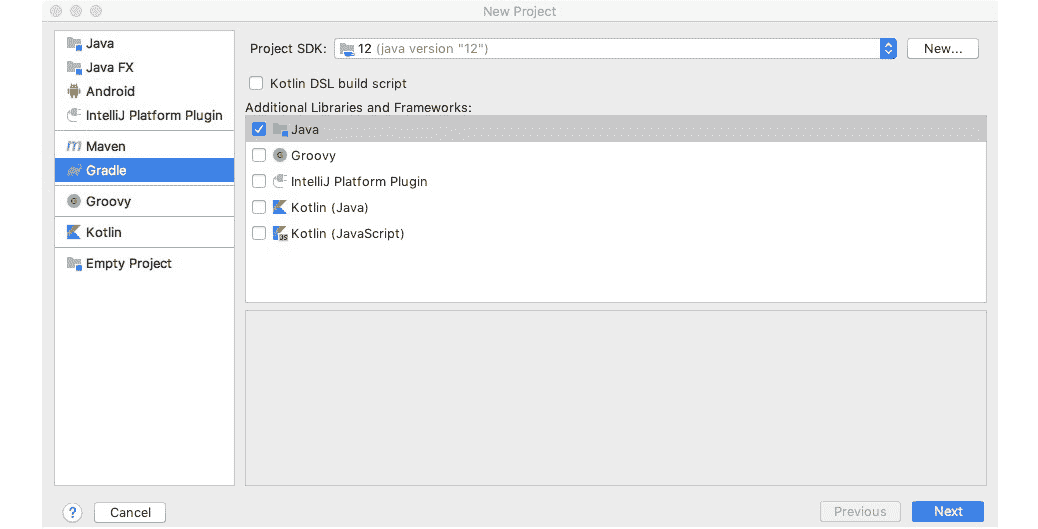 New Project
Java
Java FX
Android
IntelliJ Platform Plugin
Maven
Gradle
Groovy
Kotlin
Empty Project
Project SDK: 12 (java version "12") New...
Kotlin DSL build script
Additional Libraries and Frameworks:
Java
Groovy
IntelliJ Platform Plugin
Kotlin (Java)
Kotlin (JavaScript)
? Cancel Previous Next